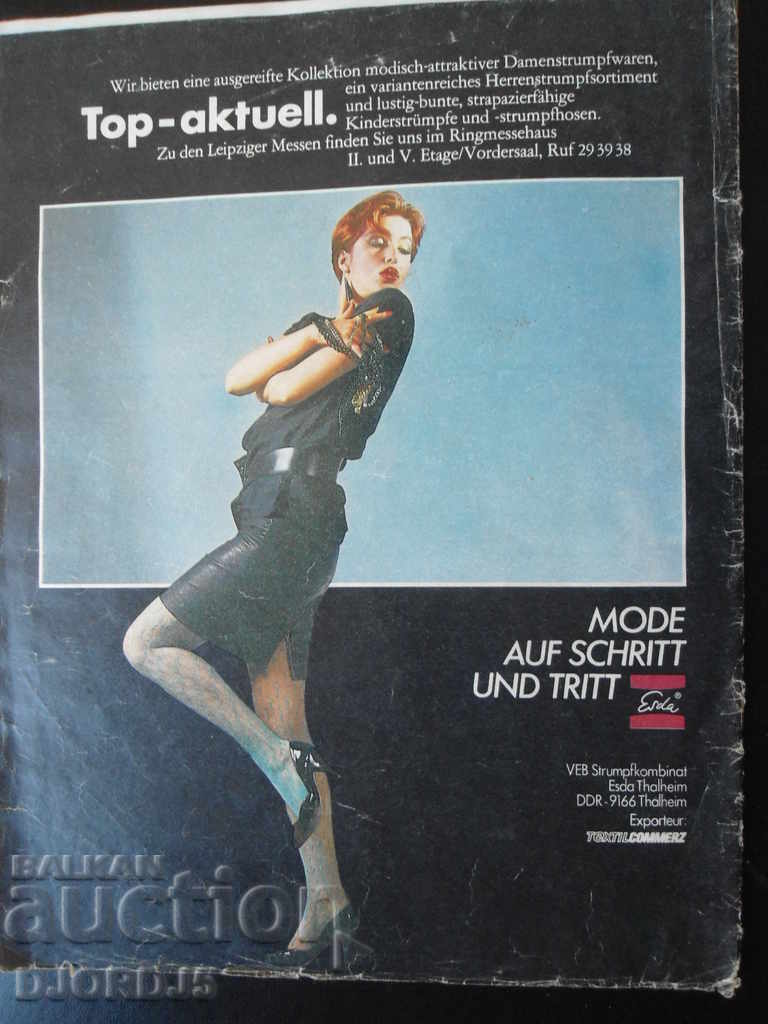 Wir bieten eine ausgereifte Kollektion modisch-attraktiver Damenstrumpfwaren,
ein variantenreiches Herrenstrumpfsortiment
Top-aktuell. und lustig-bunte, strapazierfähige
Kinderstrümpfe und -strumpfhosen.
Zu den Leipziger Messen finden Sie uns im Ringmessehaus
II. und V. Etage/Vordersaal, Ruf 29 39 38
MODE
AUF SCHRITT
UND TRITT
Esda®
VEB Strumpfkombinat
Esda Thalheim
DDR-9166 Thalheim
Exporteur:
TEXTILCOMMERZ
BALKAN
auction
DJORDJ5